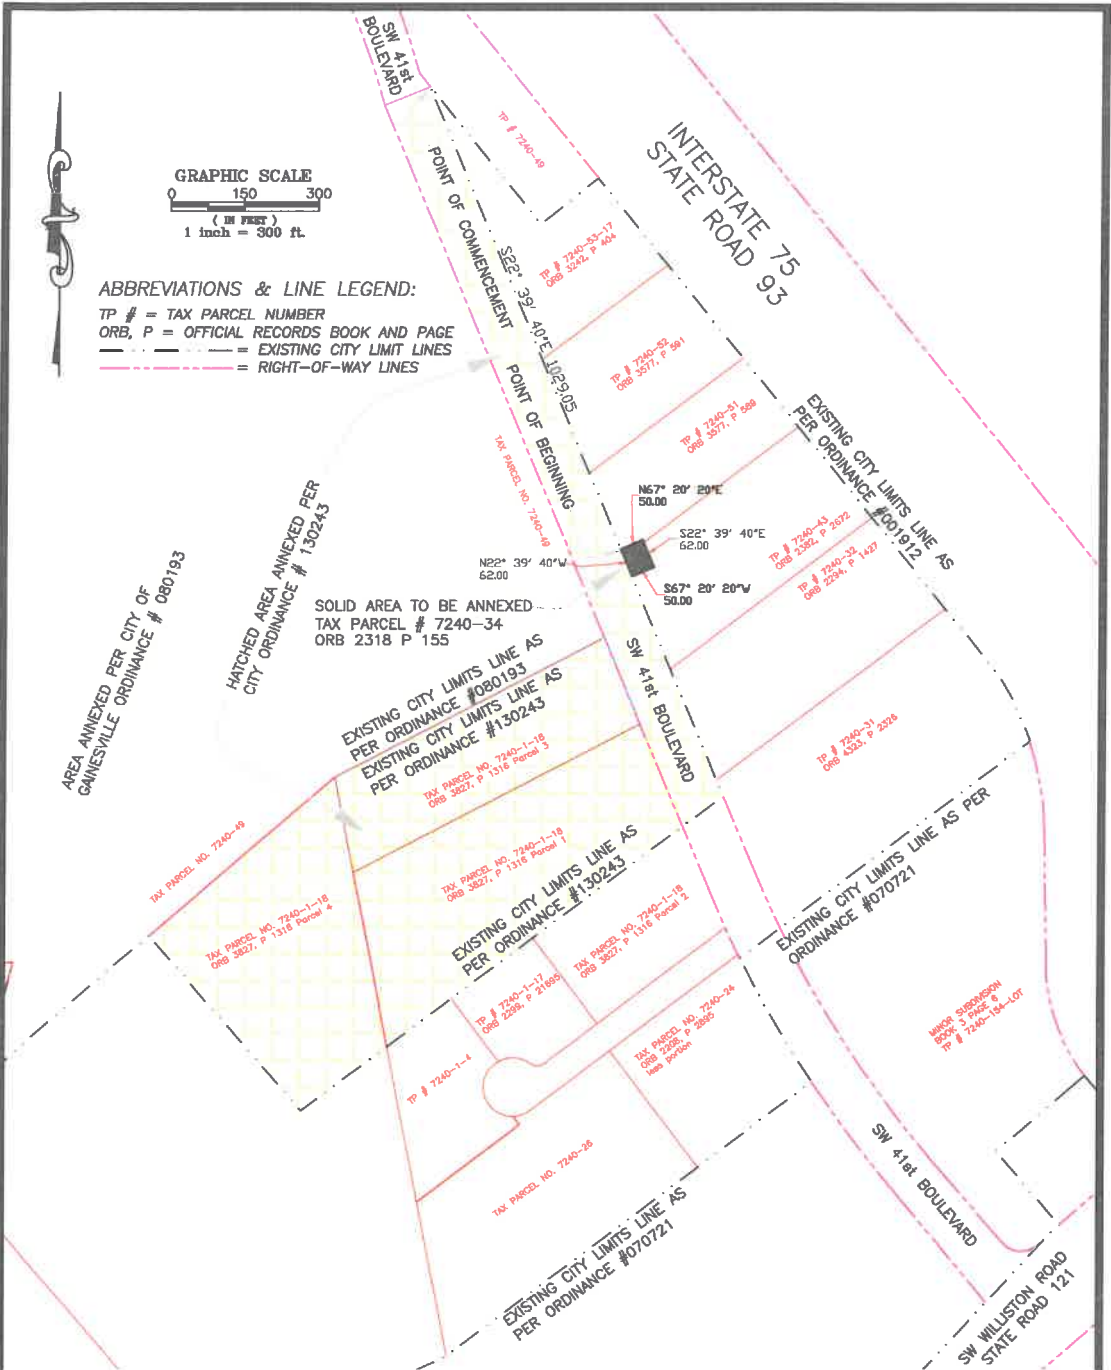 SW 41st
BOULEVARD
TP # 7240-49
INTERSTATE 75
STATE ROAD 93
GRAPHIC SCALE
0 150 300
( IN FEET )
1 inch = 300 ft.
ABBREVIATIONS & LINE LEGEND:
TP # = TAX PARCEL NUMBER
ORB, P = OFFICIAL RECORDS BOOK AND PAGE
= EXISTING CITY LIMIT LINES
= RIGHT-OF-WAY LINES
POINT OF COMMENCEMENT
S22° 39' 40"E 1029.05
POINT OF BEGINNING
TP # 7240-53-17
ORB 3242, P 404
TP # 7240-52
ORB 3577, P 591
TP # 7240-51
ORB 3577, P 589
EXISTING CITY LIMITS LINE AS
PER ORDINANCE #001912
TAX PARCEL NO. 7240-49
N67° 20' 20"E
50.00
S22° 39' 40"E
62.00
N22° 39' 40"W
62.00
S67° 20' 20"W
50.00
TP # 7240-43
ORB 2382, P 2672
TP # 7240-32
ORB 2294, P 1427
HATCHED AREA ANNEXED PER
CITY ORDINANCE # 130243
AREA ANNEXED PER CITY OF
GAINESVILLE ORDINANCE # 080193
SOLID AREA TO BE ANNEXED
TAX PARCEL # 7240-34
ORB 2318 P 155
EXISTING CITY LIMITS LINE AS
PER ORDINANCE #080193
EXISTING CITY LIMITS LINE AS
PER ORDINANCE #130243
SW 41st BOULEVARD
TP # 7240-31
ORB 4323, P 2326
TAX PARCEL NO. 7240-1-18
ORB 3827, P 1316 Parcel 3
TAX PARCEL NO. 7240-49
TAX PARCEL NO. 7240-1-18
ORB 3827, P 1316 Parcel 1
TAX PARCEL NO. 7240-1-18
ORB 3827, P 1316 Parcel 4
EXISTING CITY LIMITS LINE AS
PER ORDINANCE #130243
TAX PARCEL NO. 7240-1-18
ORB 3827, P 1316 Parcel 2
EXISTING CITY LIMITS LINE AS PER
ORDINANCE #070721
TP # 7240-1-17
ORB 2299, P 21895
TAX PARCEL NO. 7240-24
ORB 2208, P 2895
less portion
MINOR SUBDIVISION
BOOK 3 PAGE 6
TP # 7240-184-LOT
TP # 7240-1-4
TAX PARCEL NO. 7240-25
SW 41st BOULEVARD
EXISTING CITY LIMITS LINE AS
PER ORDINANCE #070721
SW WILLISTON ROAD
STATE ROAD 121